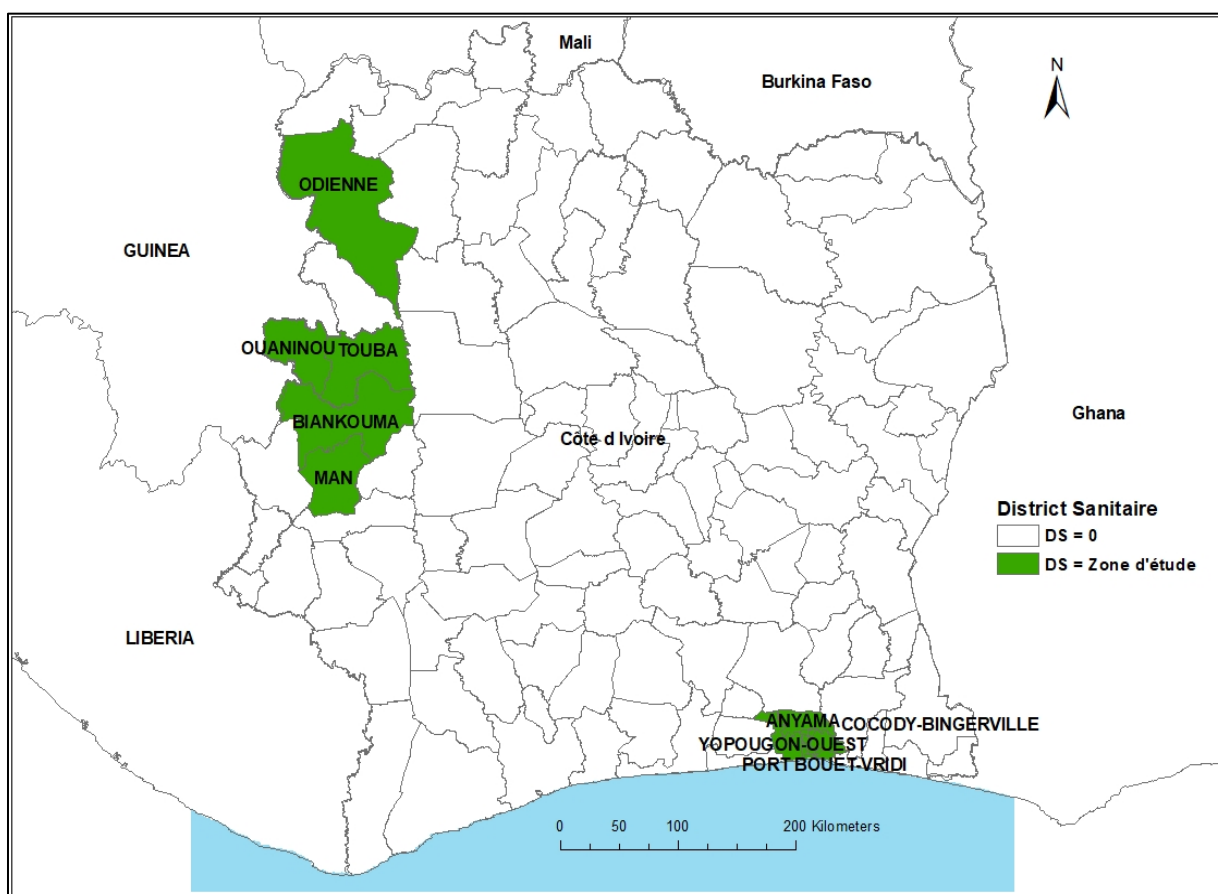 Mali
Burkina Faso
N
ODIENNE
GUINEA
OUANINOU TOUBA
BIANKOUMA
MAN
Côte d Ivoire
Ghana
District Sanitaire
DS = 0
DS = Zone d'étude
LIBERIA
ANYAMA COCODY-BINGERVILLE
YOPOUGON-OUEST
PORT BOUET-VRIDI
0 50 100 200 Kilometers